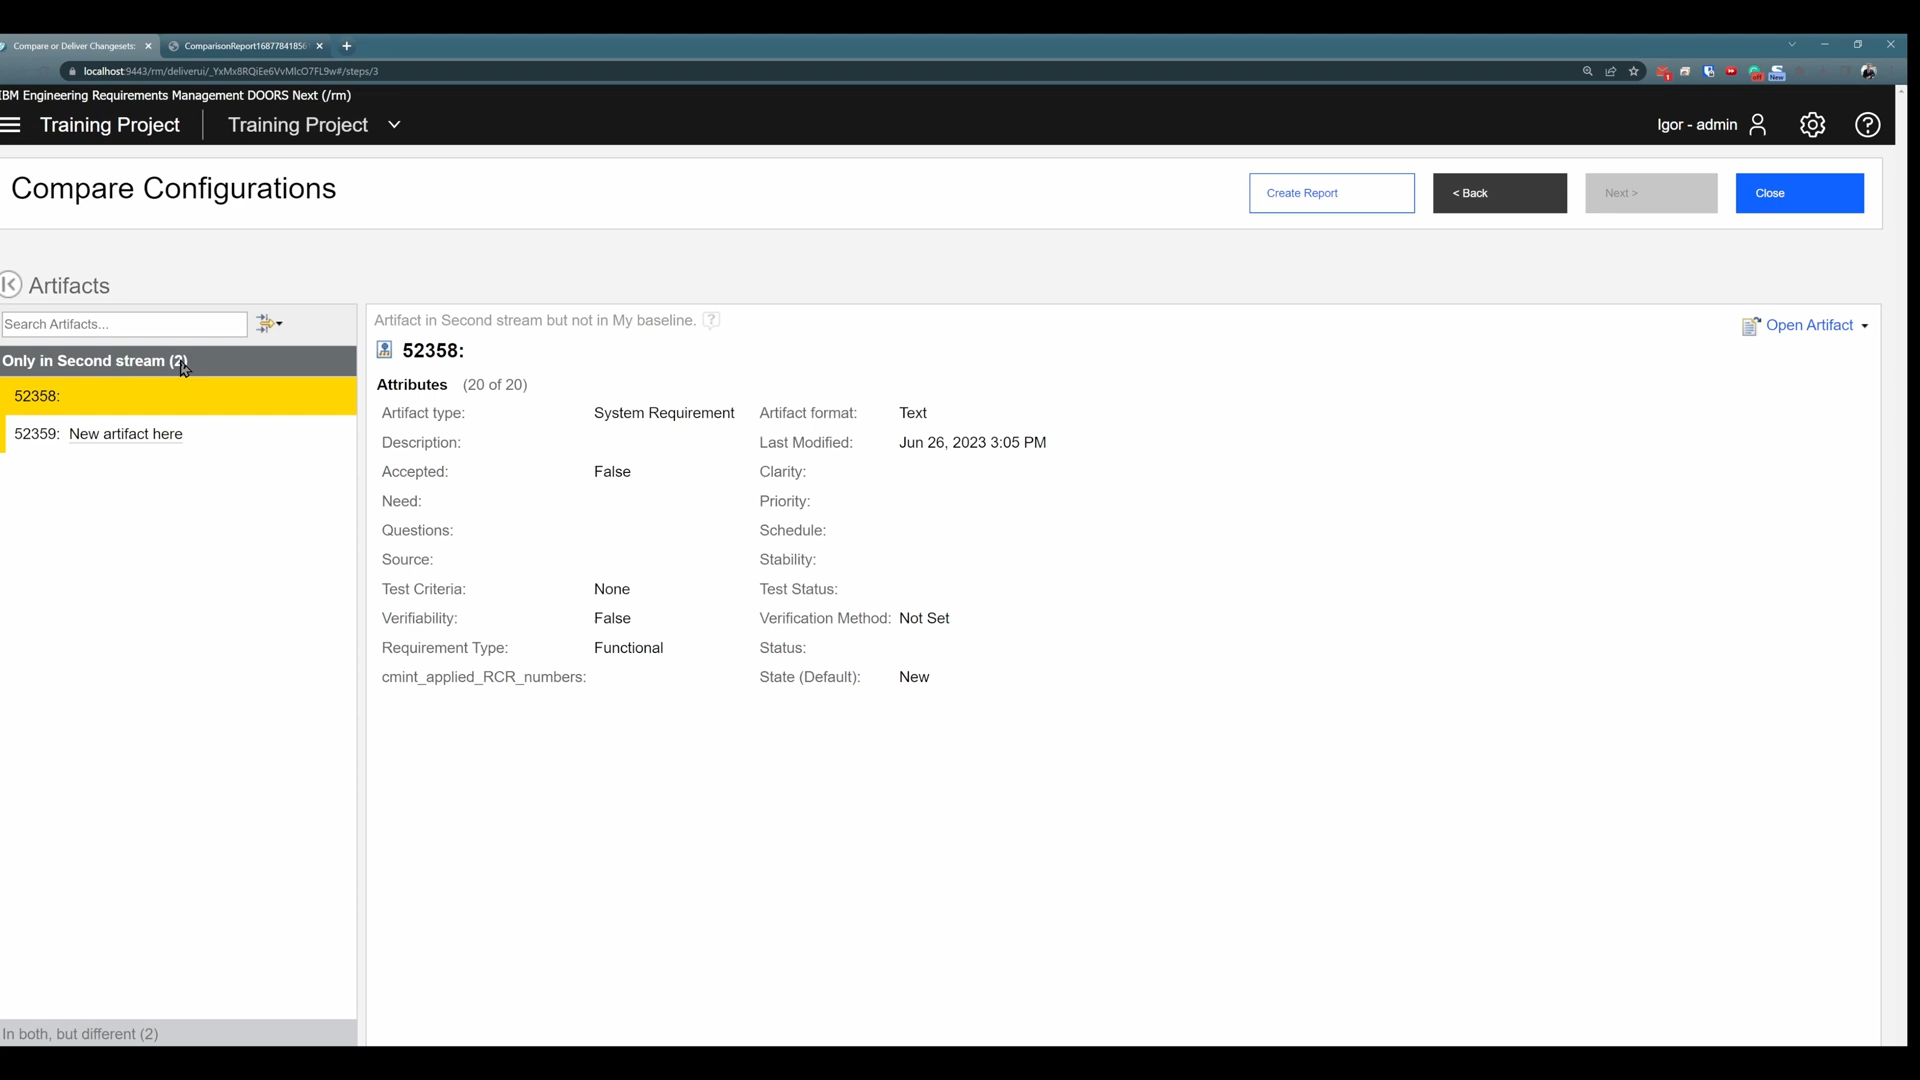 Compare or Deliver Changesets:
ComparisonReport1687784185
localhost:9443/rm/deliverui/_YxMx8RQiEe6VvMlcO7FL9w#/steps/3
IBM Engineering Requirements Management DOORS Next (/rm)
Training Project
Training Project
Igor - admin
Compare Configurations
Create Report
< Back
Next >
Close
Artifacts
Search Artifacts...
Only in Second stream (2)
52358:
52359: New artifact here
In both, but different (2)
Artifact in Second stream but not in My baseline. ?
Open Artifact
52358:
Attributes (20 of 20)
Artifact type: System Requirement Artifact format: Text
Description: Last Modified: Jun 26, 2023 3:05 PM
Accepted: False Clarity:
Need: Priority:
Questions: Schedule:
Source: Stability:
Test Criteria: None Test Status:
Verifiability: False Verification Method: Not Set
Requirement Type: Functional Status:
cmint_applied_RCR_numbers: State (Default): New